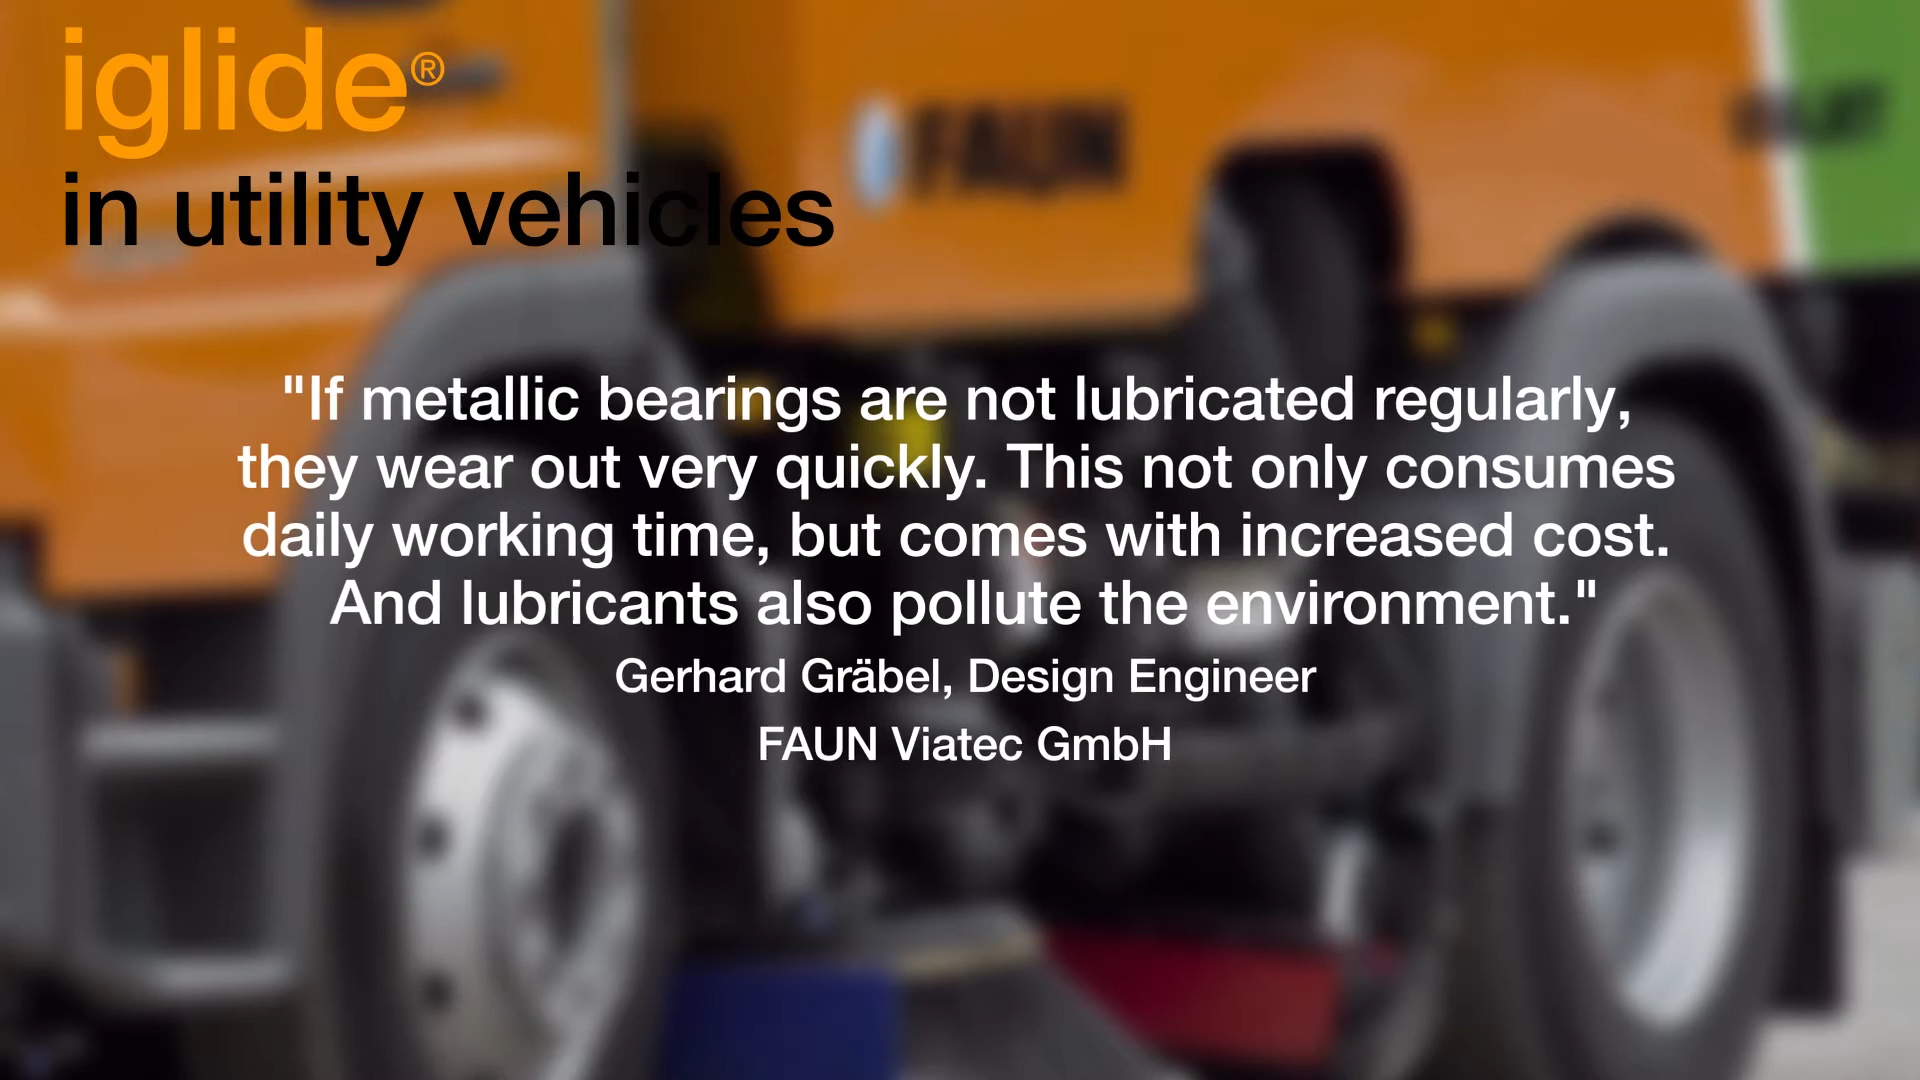 iglide®
in utility vehicles
FAUN
"If metallic bearings are not lubricated regularly,
they wear out very quickly. This not only consumes
daily working time, but comes with increased cost.
And lubricants also pollute the environment."
Gerhard Gräbel, Design Engineer
FAUN Viatec GmbH